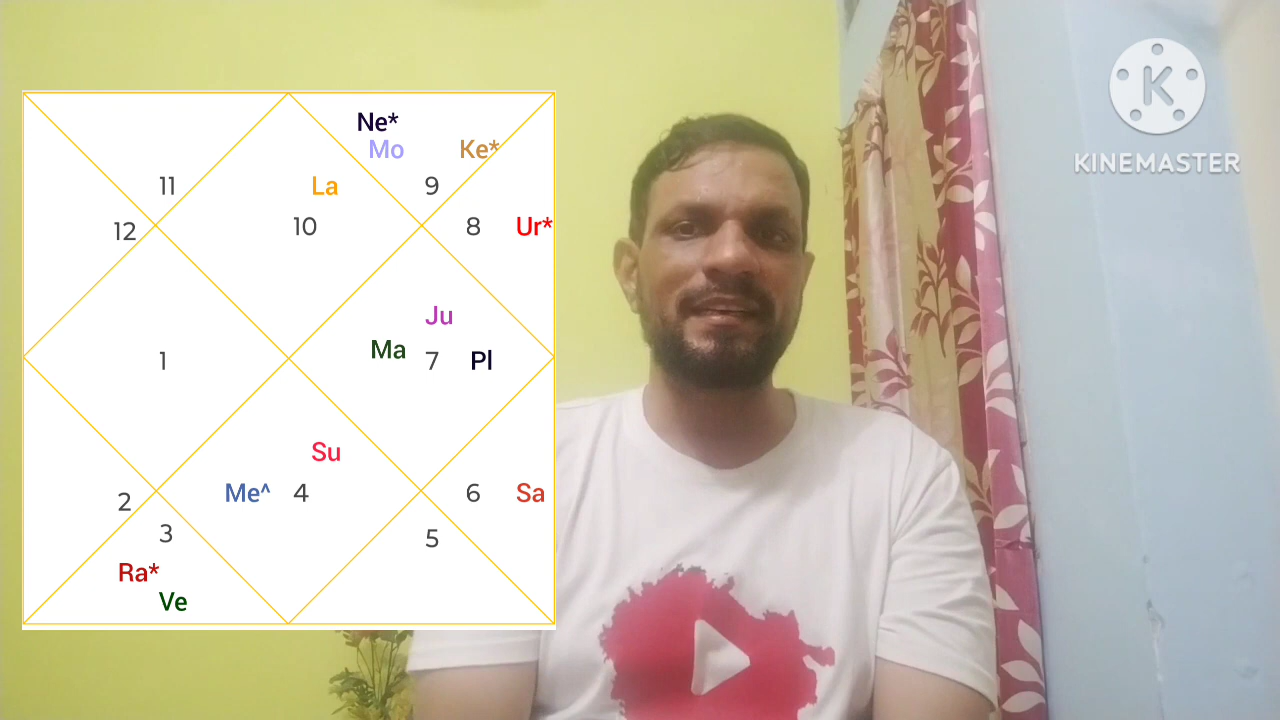 Ne*
Mo Ke*
11 La 9
12 10 8 Ur*
Ju
1 Ma 7 Pl
Su
2 Me^ 4 6 Sa
3 5
Ra*
Ve
K
KINEMASTER